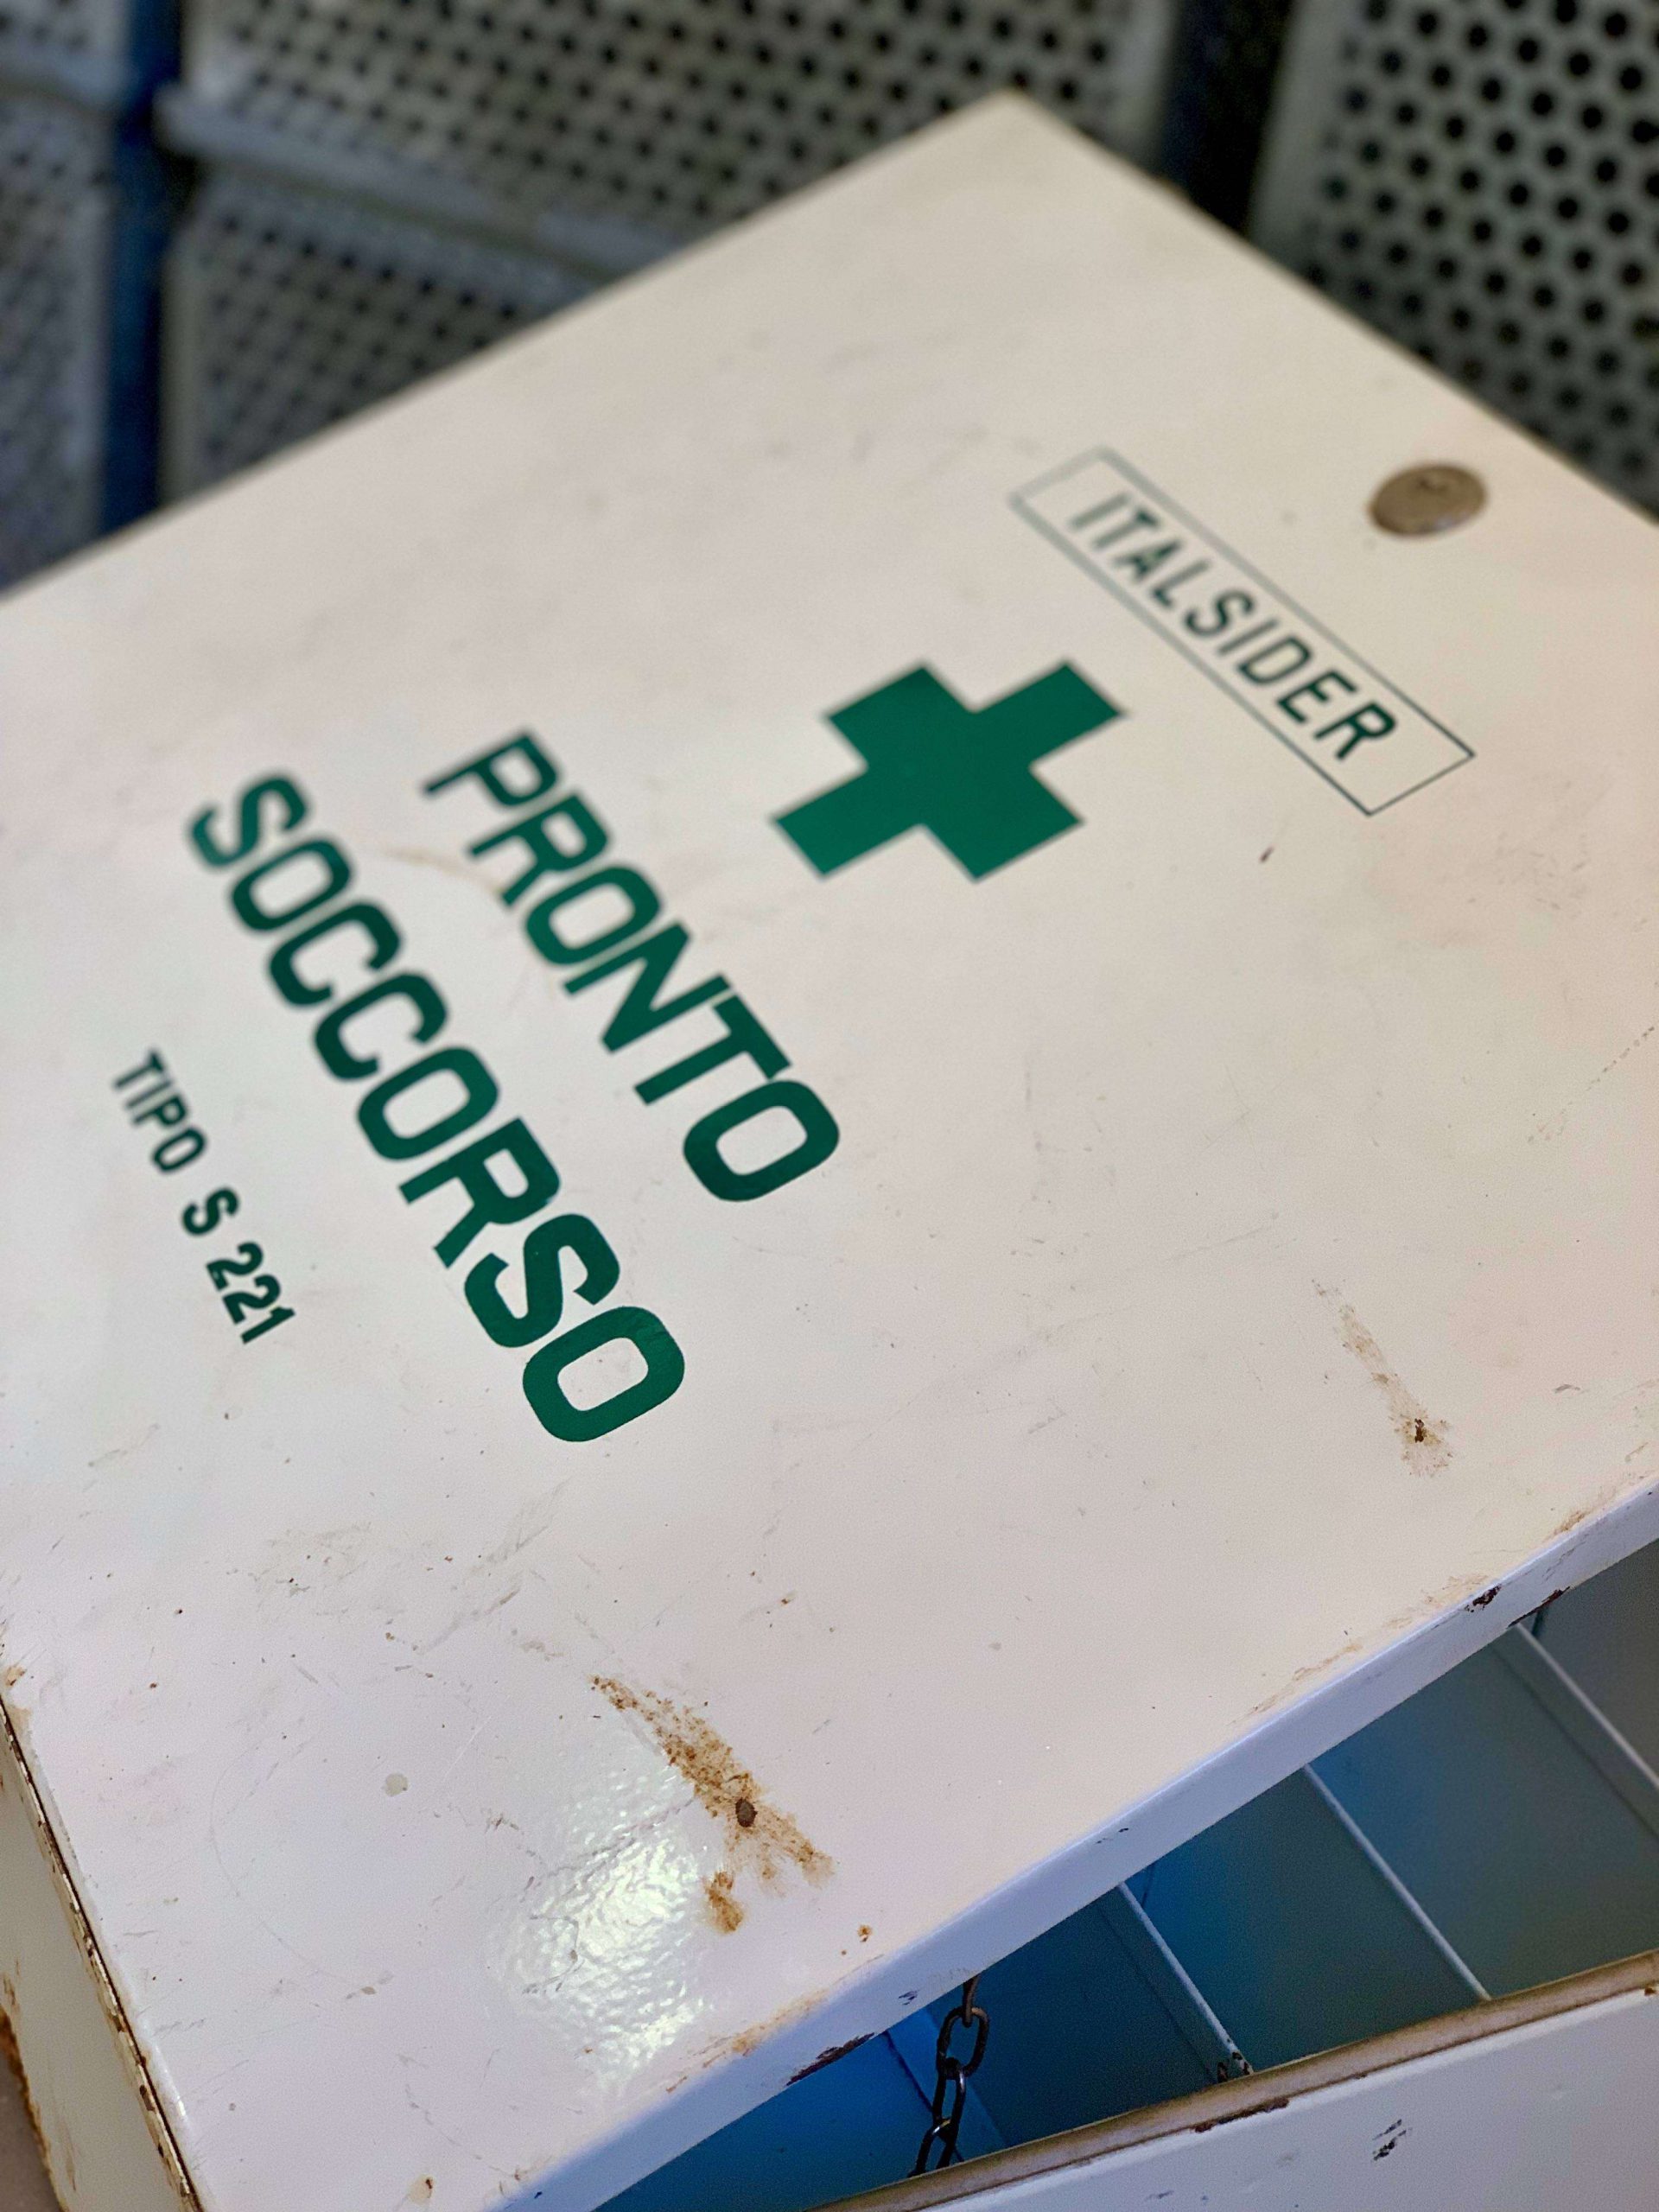 ITALSIDER
PRONTO
SOCCORSO
TIPO S 221